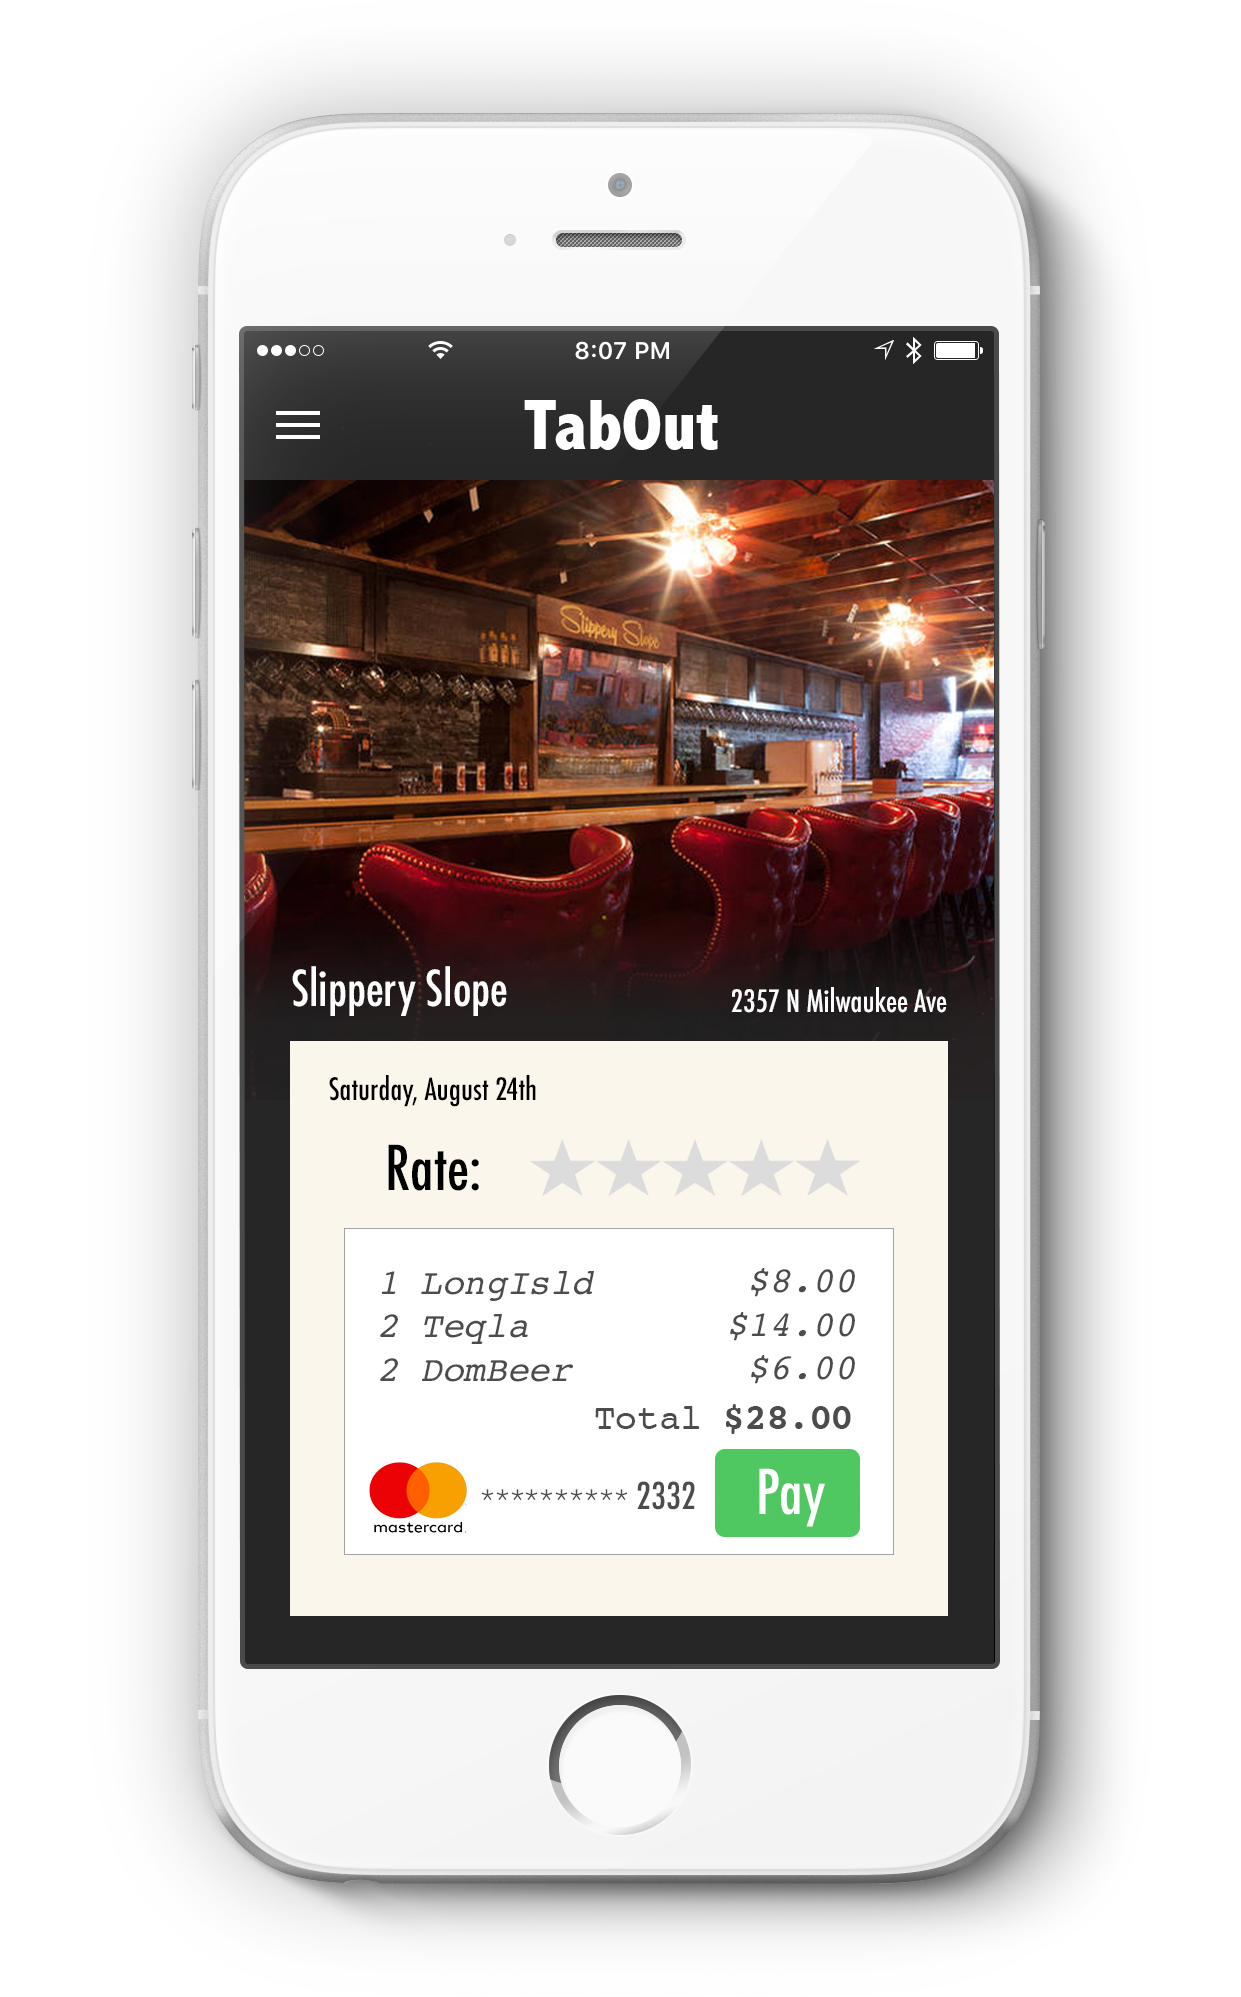 8:07 PM
TabOut
Slippery Slope
Slippery Slope
2357 N Milwaukee Ave
Saturday, August 24th
Rate:
1 LongIsld $8.00
2 Teqla $14.00
2 DomBeer $6.00
Total $28.00
mastercard.
********** 2332
Pay